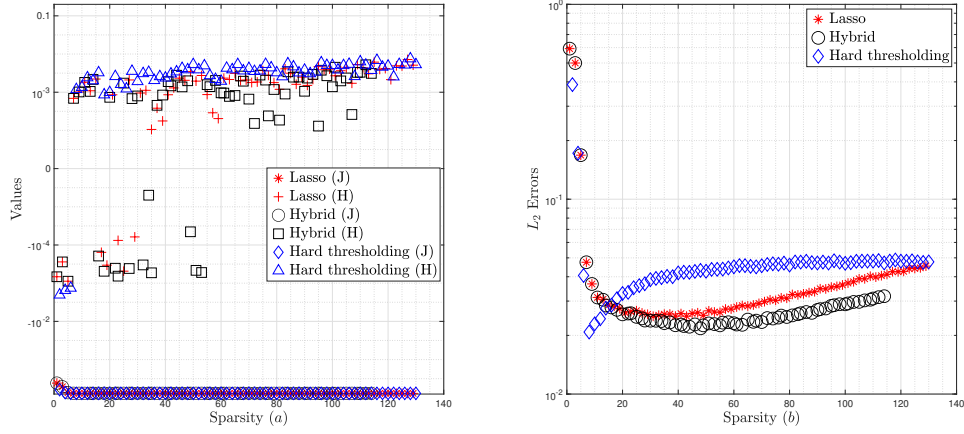 0.1
10^-3
0
-10^-4
-10^-2
Values
0
20
40
60
80
100
120
140
Sparsity (a)
Lasso (J)
Lasso (H)
Hybrid (J)
Hybrid (H)
Hard thresholding (J)
Hard thresholding (H)
10^0
10^-1
10^-2
L_2 Errors
0
20
40
60
80
100
120
140
Sparsity (b)
Lasso
Hybrid
Hard thresholding